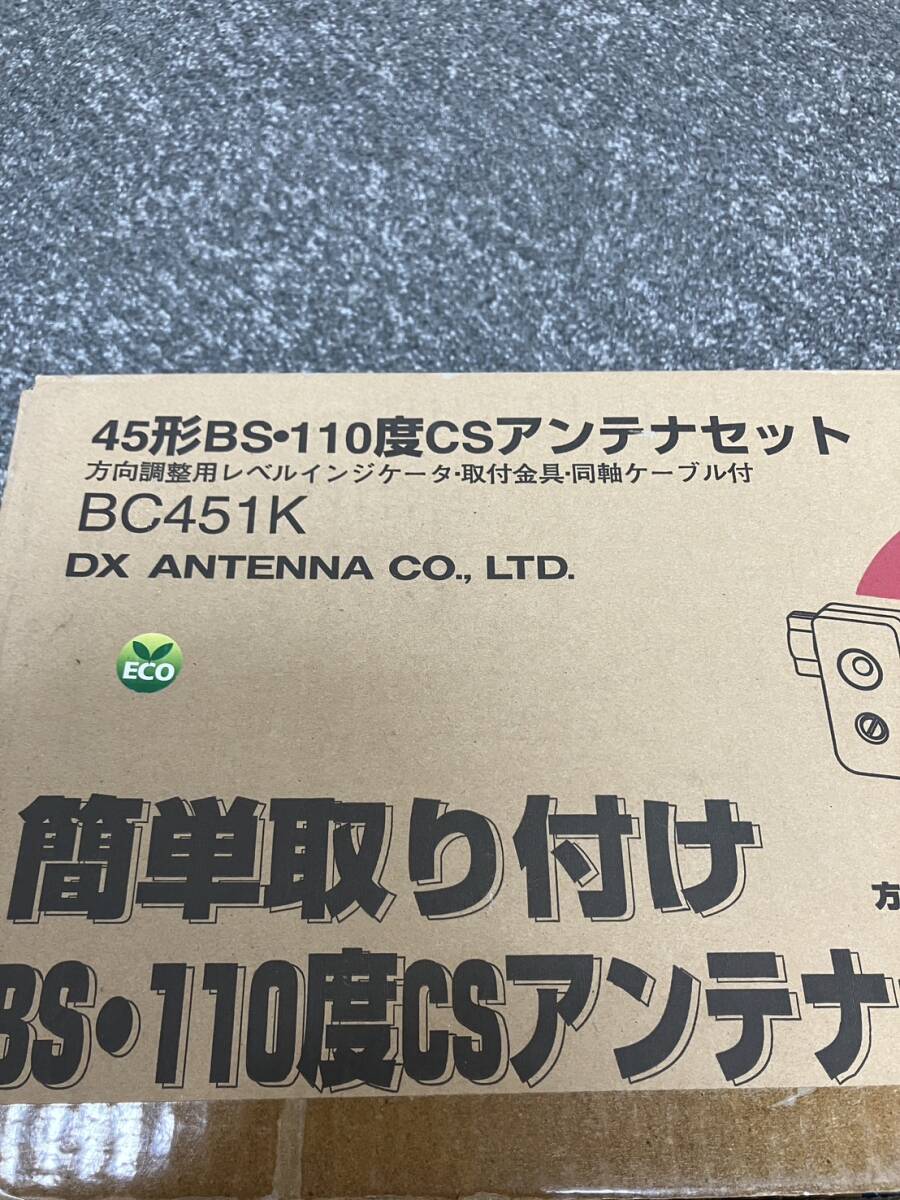 45形BS・110度CSアンテナセット
方向調整用レベルインジケータ・取付金具・同軸ケーブル付
BC451K
DX ANTENNA CO., LTD.
ECO
簡単取り付け
方
BS・110度CSアンテナ